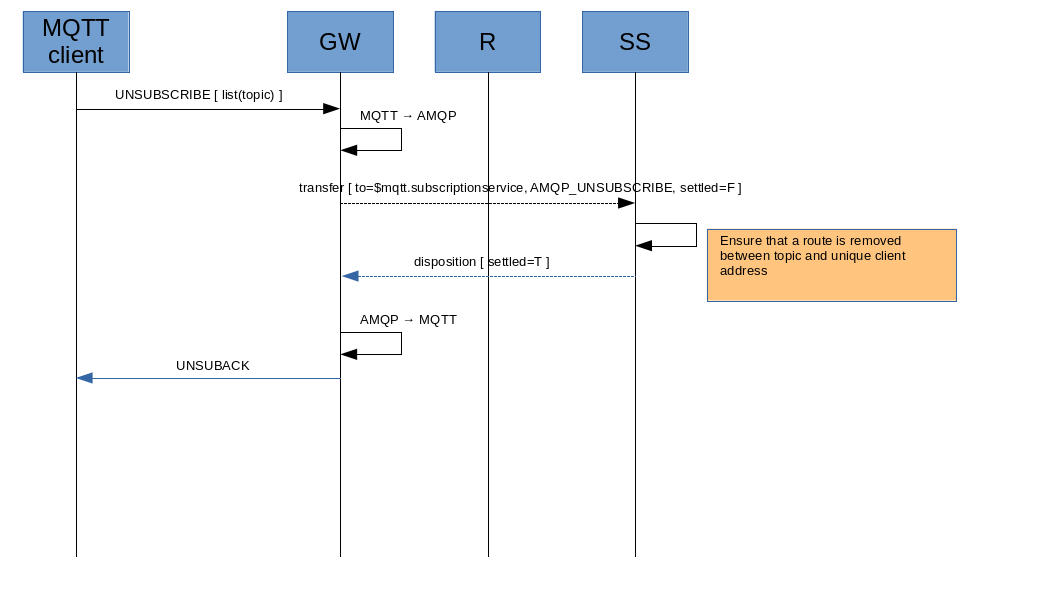 MQTT
client
GW
R
SS
UNSUBSCRIBE [ list(topic) ]
MQTT → AMQP
transfer [ to=$mqtt.subscriptionservice, AMQP_UNSUBSCRIBE, settled=F ]
Ensure that a route is removed
between topic and unique client
address
disposition [ settled=T ]
AMQP → MQTT
UNSUBACK